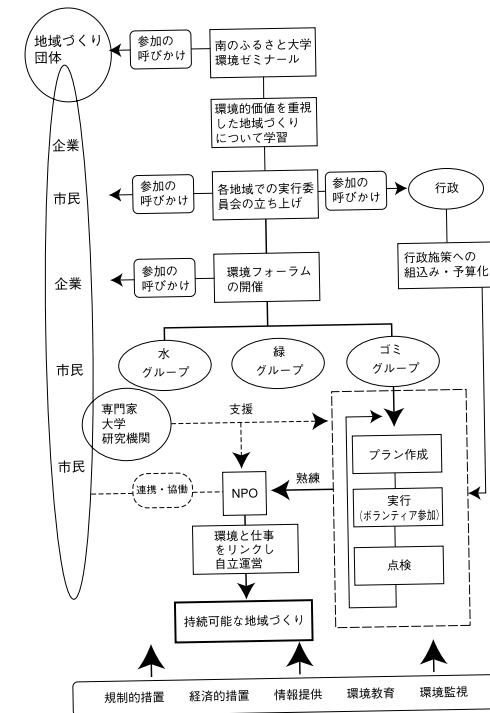 地域づくり
団体
参加の
呼びかけ
南のふるさと大学
環境ゼミナール
環境的価値を重視
した地域づくり
について学習
企業
市民
参加の
呼びかけ
各地域での実行委
員会の立ち上げ
参加の
呼びかけ
行政
行政施策への
組込み・予算化
企業
参加の
呼びかけ
環境フォーラム
の開催
水
グループ
緑
グループ
ゴミ
グループ
市民
専門家
大学
研究機関
支援
プラン作成
市民
連携・協働
NPO
熟練
実行
(ボランティア参加)
環境と仕事
をリンクし
自立運営
点検
持続可能な地域づくり
規制的措置
経済的措置
情報提供
環境教育
環境監視